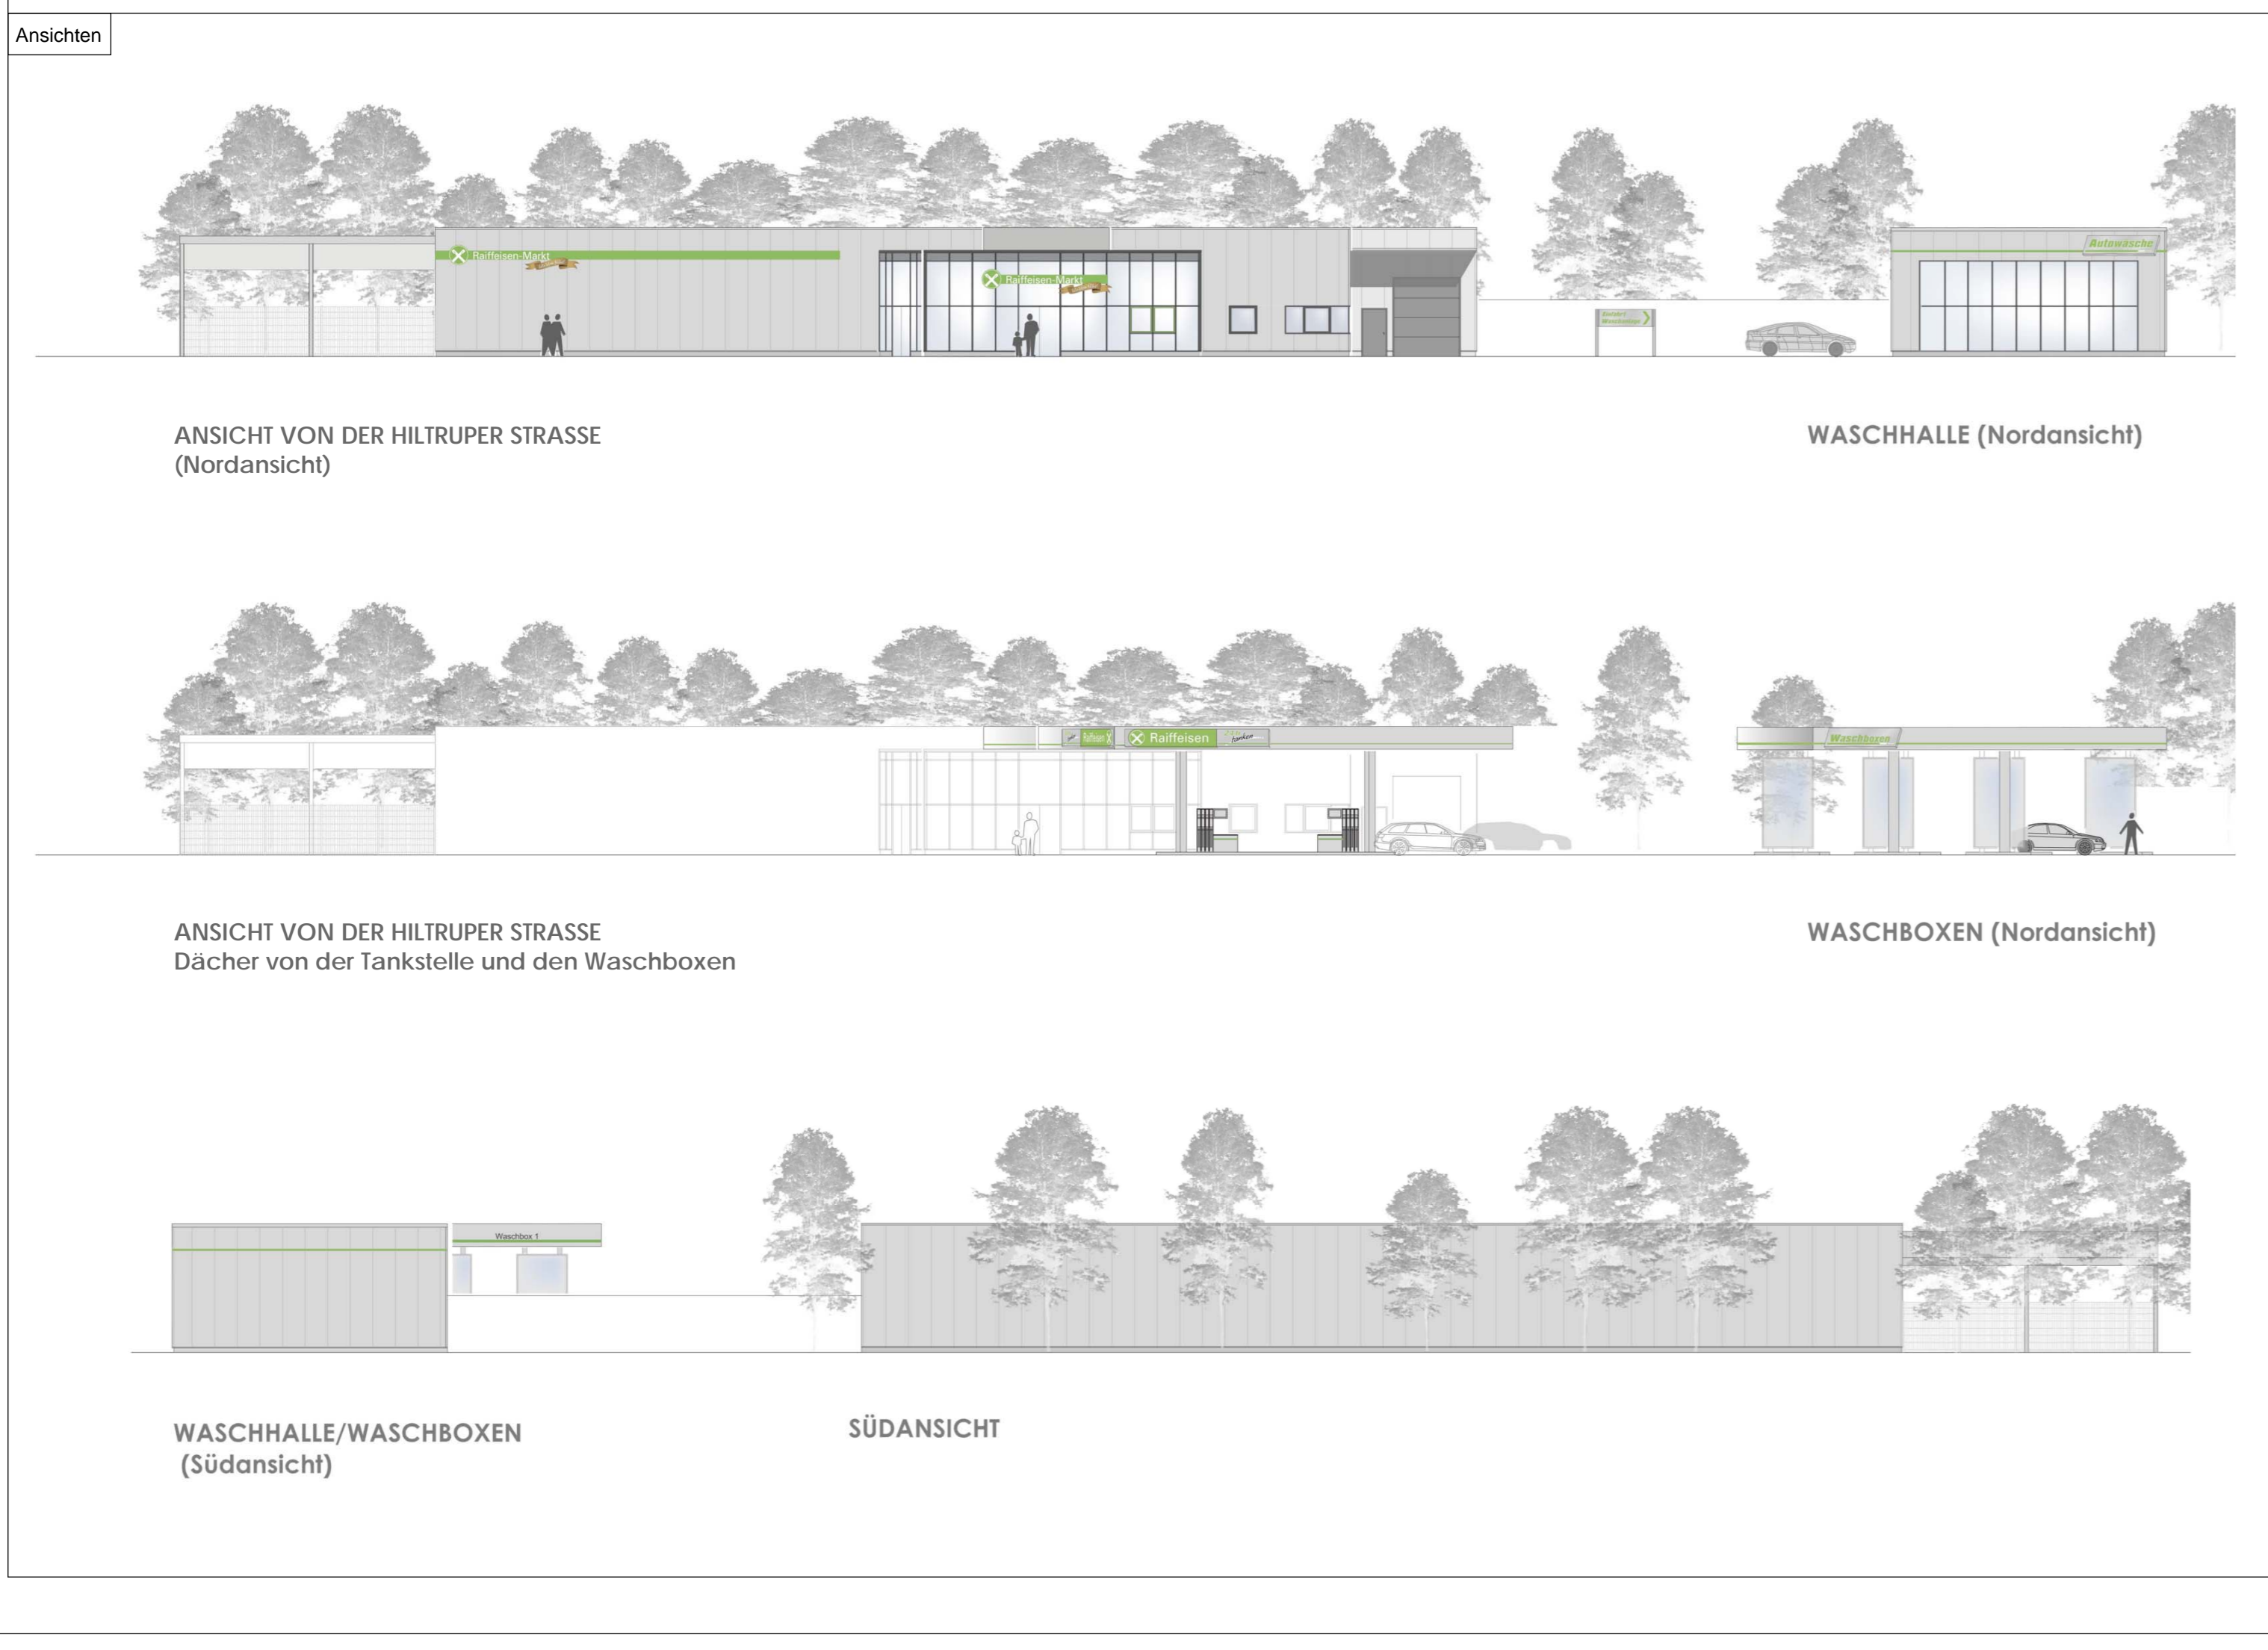 Ansichten
Raiffeisen-Markt
Raiffeisen-Markt
Autowäsche
Einfahrt
Waschanlage
ANSICHT VON DER HILTRUPER STRASSE
(Nordansicht)
WASCHHALLE (Nordansicht)
Raiffeisen
Raiffeisen
tanken
Waschboxen
ANSICHT VON DER HILTRUPER STRASSE
Dächer von der Tankstelle und den Waschboxen
WASCHBOXEN (Nordansicht)
Waschbox 1
WASCHHALLE/WASCHBOXEN
(Südansicht)
SÜDANSICHT